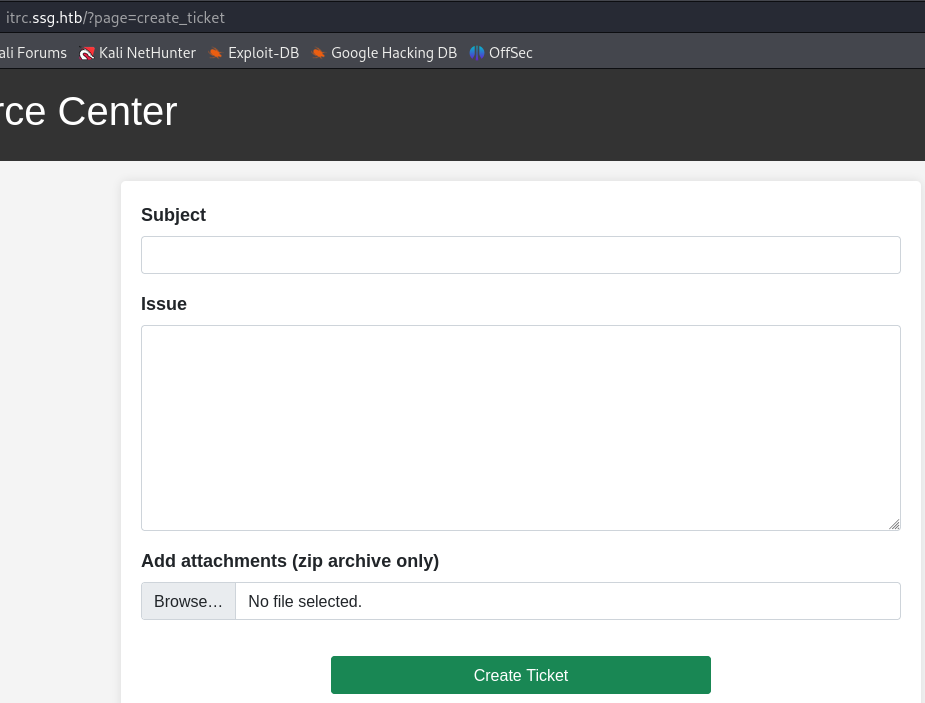 itrc.ssg.htb/?page=create_ticket
ali Forums Kali NetHunter Exploit-DB Google Hacking DB OffSec
rce Center
Subject
Issue
Add attachments (zip archive only)
Browse… No file selected.
Create Ticket